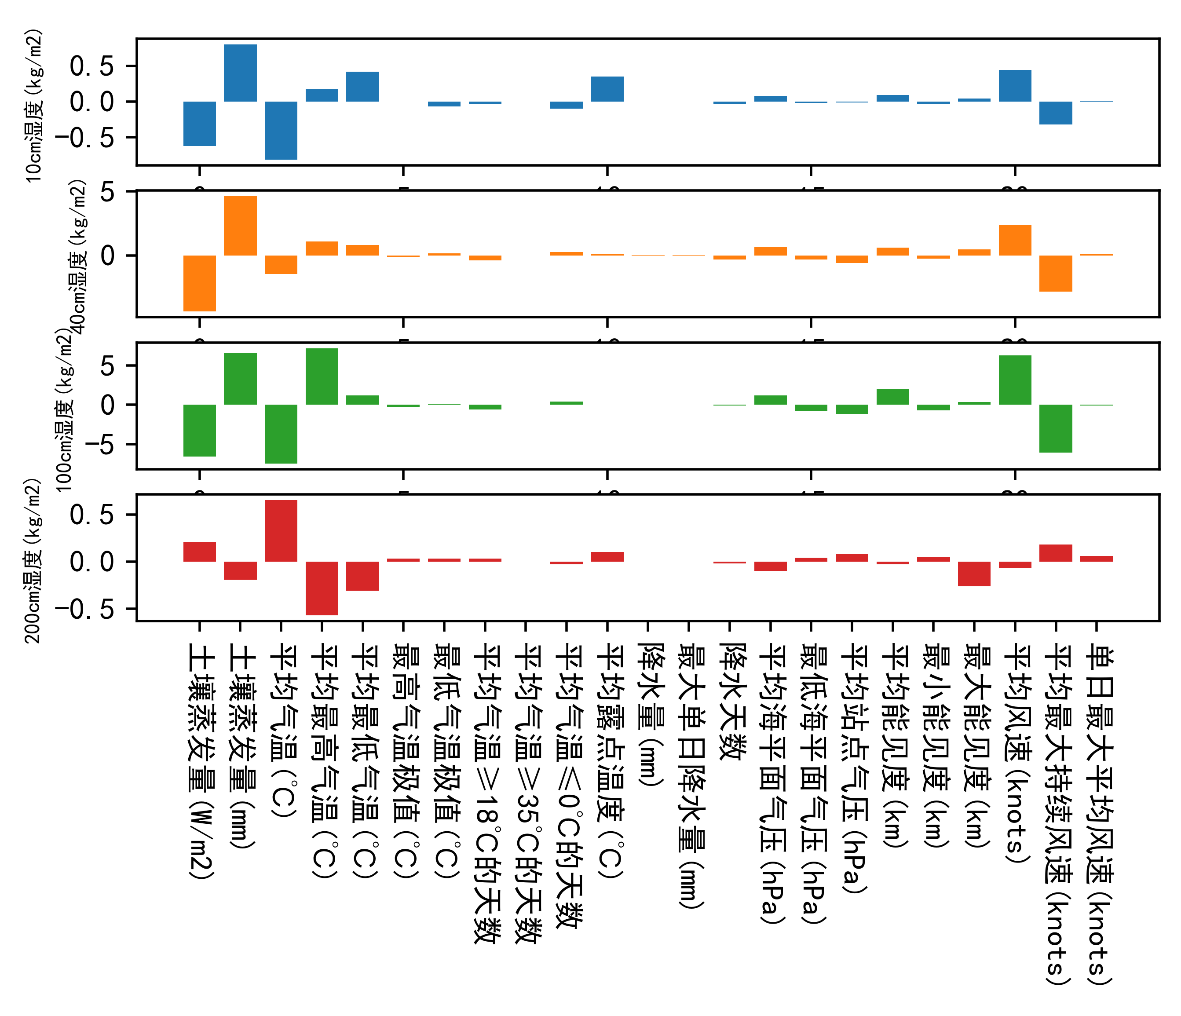 10cm湿度(kg/m2)
0.5
0.0
−0.5
40cm湿度(kg/m2)
5
0
100cm湿度(kg/m2)
5
0
−5
200cm湿度(kg/m2)
0.5
0.0
−0.5
土壤蒸发量(W/m2)
土壤蒸发量(mm)
平均气温(℃)
平均最高气温(℃)
平均最低气温(℃)
最高气温极值(℃)
最低气温极值(℃)
平均气温≥18℃的天数
平均气温≥35℃的天数
平均气温≤0℃的天数
平均露点温度(℃)
降水量(mm)
最大单日降水量(mm)
降水天数
平均海平面气压(hPa)
最低海平面气压(hPa)
平均站点气压(hPa)
平均能见度(km)
最小能见度(km)
最大能见度(km)
平均风速(knots)
平均最大持续风速(knots)
单日最大平均风速(knots)